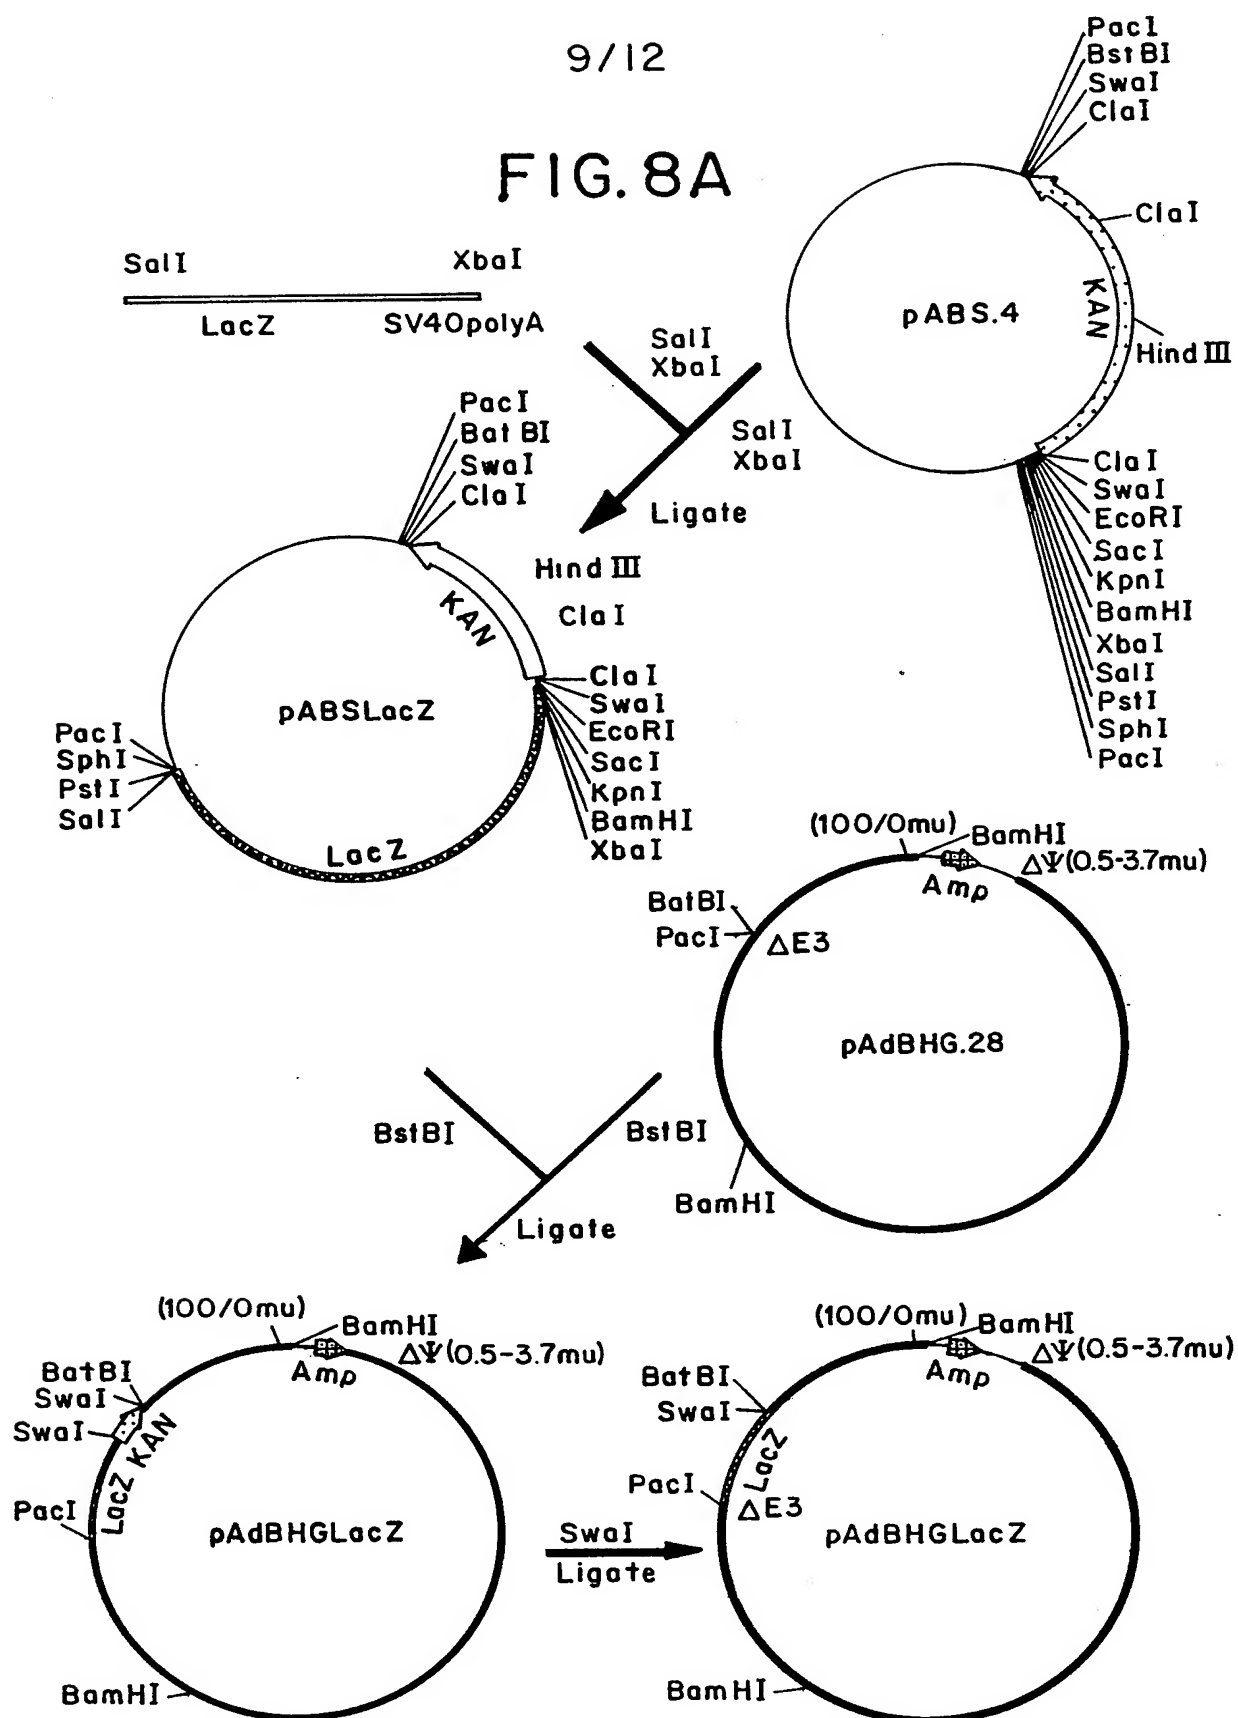 9/12
FIG. 8A
PacI
BstBI
SwaI
ClaI
ClaI
KAN
pABS.4
Hind III
SalI
XbaI
LacZ
SV40polyA
SalI
XbaI
SalI
XbaI
Ligate
ClaI
SwaI
EcoRI
SacI
KpnI
BamHI
XbaI
SalI
PstI
SphI
PacI
PacI
BatBI
SwaI
ClaI
Hind III
KAN
ClaI
pABSLacZ
ClaI
SwaI
EcoRI
SacI
KpnI
BamHI
XbaI
PacI
SphI
PstI
SalI
LacZ
(100/0mu)
BamHI
ΔΨ(0.5-3.7mu)
Amp
BatBI
PacI
ΔE3
pAdBHG.28
BamHI
BstBI
BstBI
Ligate
(100/0mu)
BamHI
ΔΨ(0.5-3.7mu)
Amp
BatBI
SwaI
SwaI
KAN
LacZ
PacI
pAdBHGLacZ
BamHI
SwaI
Ligate
(100/0mu)
BamHI
ΔΨ(0.5-3.7mu)
Amp
BatBI
SwaI
LacZ
PacI
ΔE3
pAdBHGLacZ
BamHI